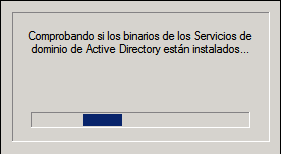 Comprobando si los binarios de los Servicios de
dominio de Active Directory están instalados...